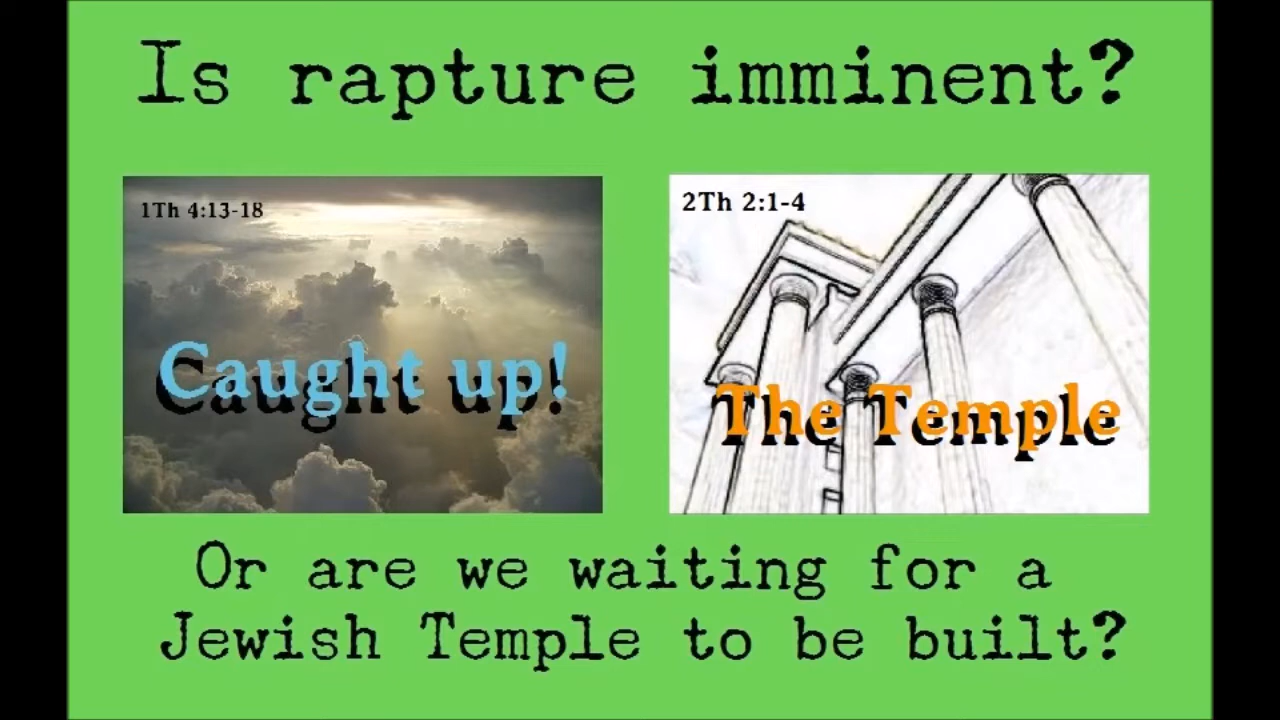 Is rapture imminent?
1Th 4:13-18
Caught up!
2Th 2:1-4
The Temple
Or are we waiting for a
Jewish Temple to be built?